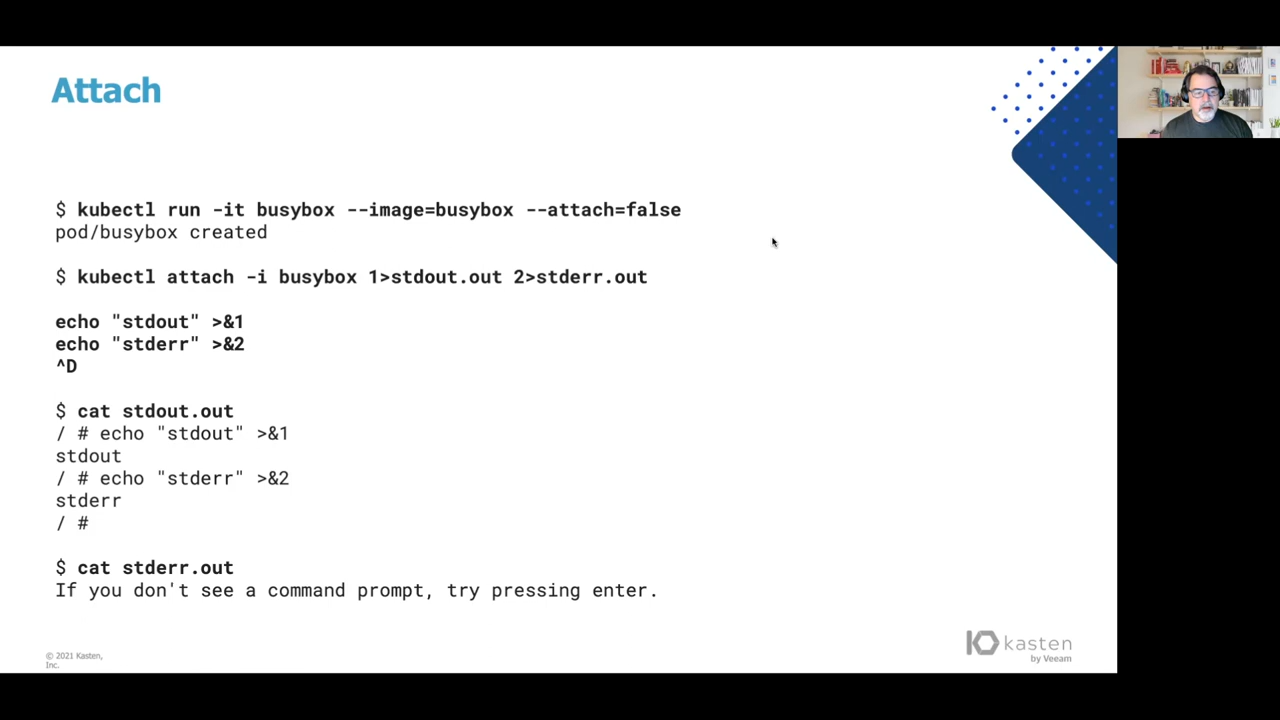 Attach
$ kubectl run -it busybox --image=busybox --attach=false
pod/busybox created
$ kubectl attach -i busybox 1>stdout.out 2>stderr.out
echo "stdout" >&1
echo "stderr" >&2
^D
$ cat stdout.out
/ # echo "stdout" >&1
stdout
/ # echo "stderr" >&2
stderr
/ #
$ cat stderr.out
If you don't see a command prompt, try pressing enter.
© 2021 Kasten,
Inc.
kasten
by Veeam